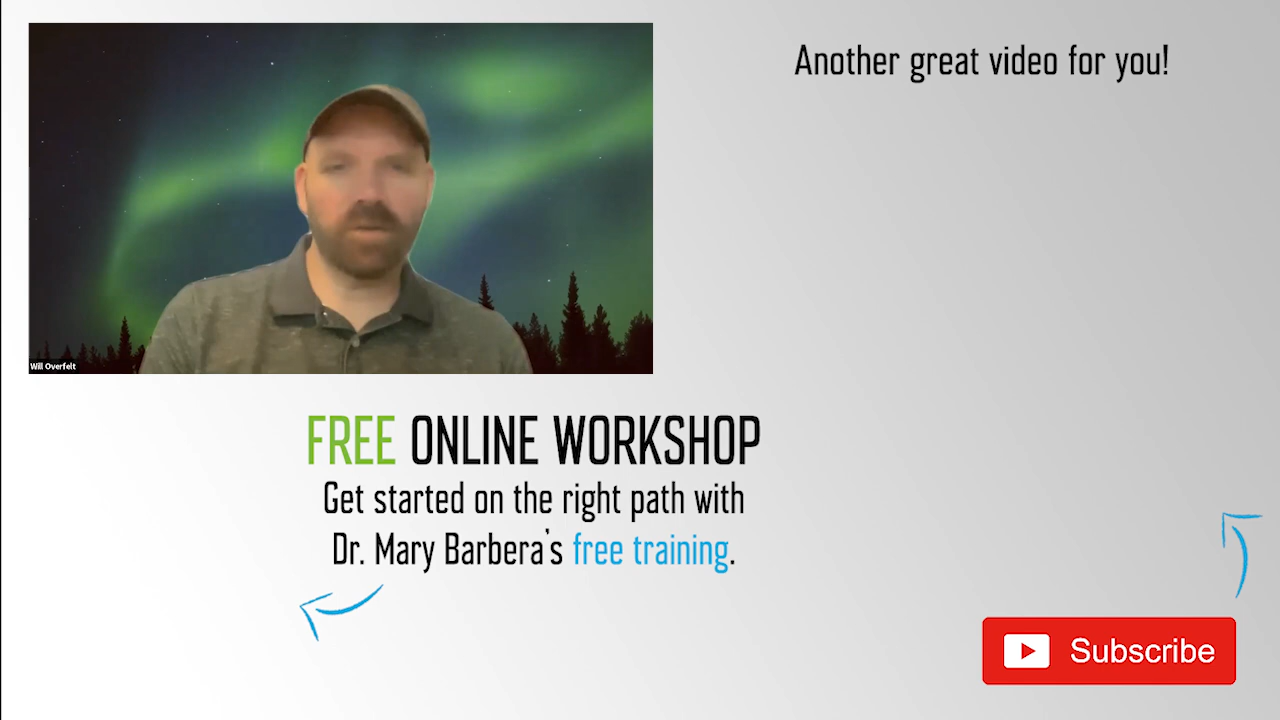 Another great video for you!
Will Overfelt
FREE ONLINE WORKSHOP
Get started on the right path with
Dr. Mary Barbera's free training.
Subscribe